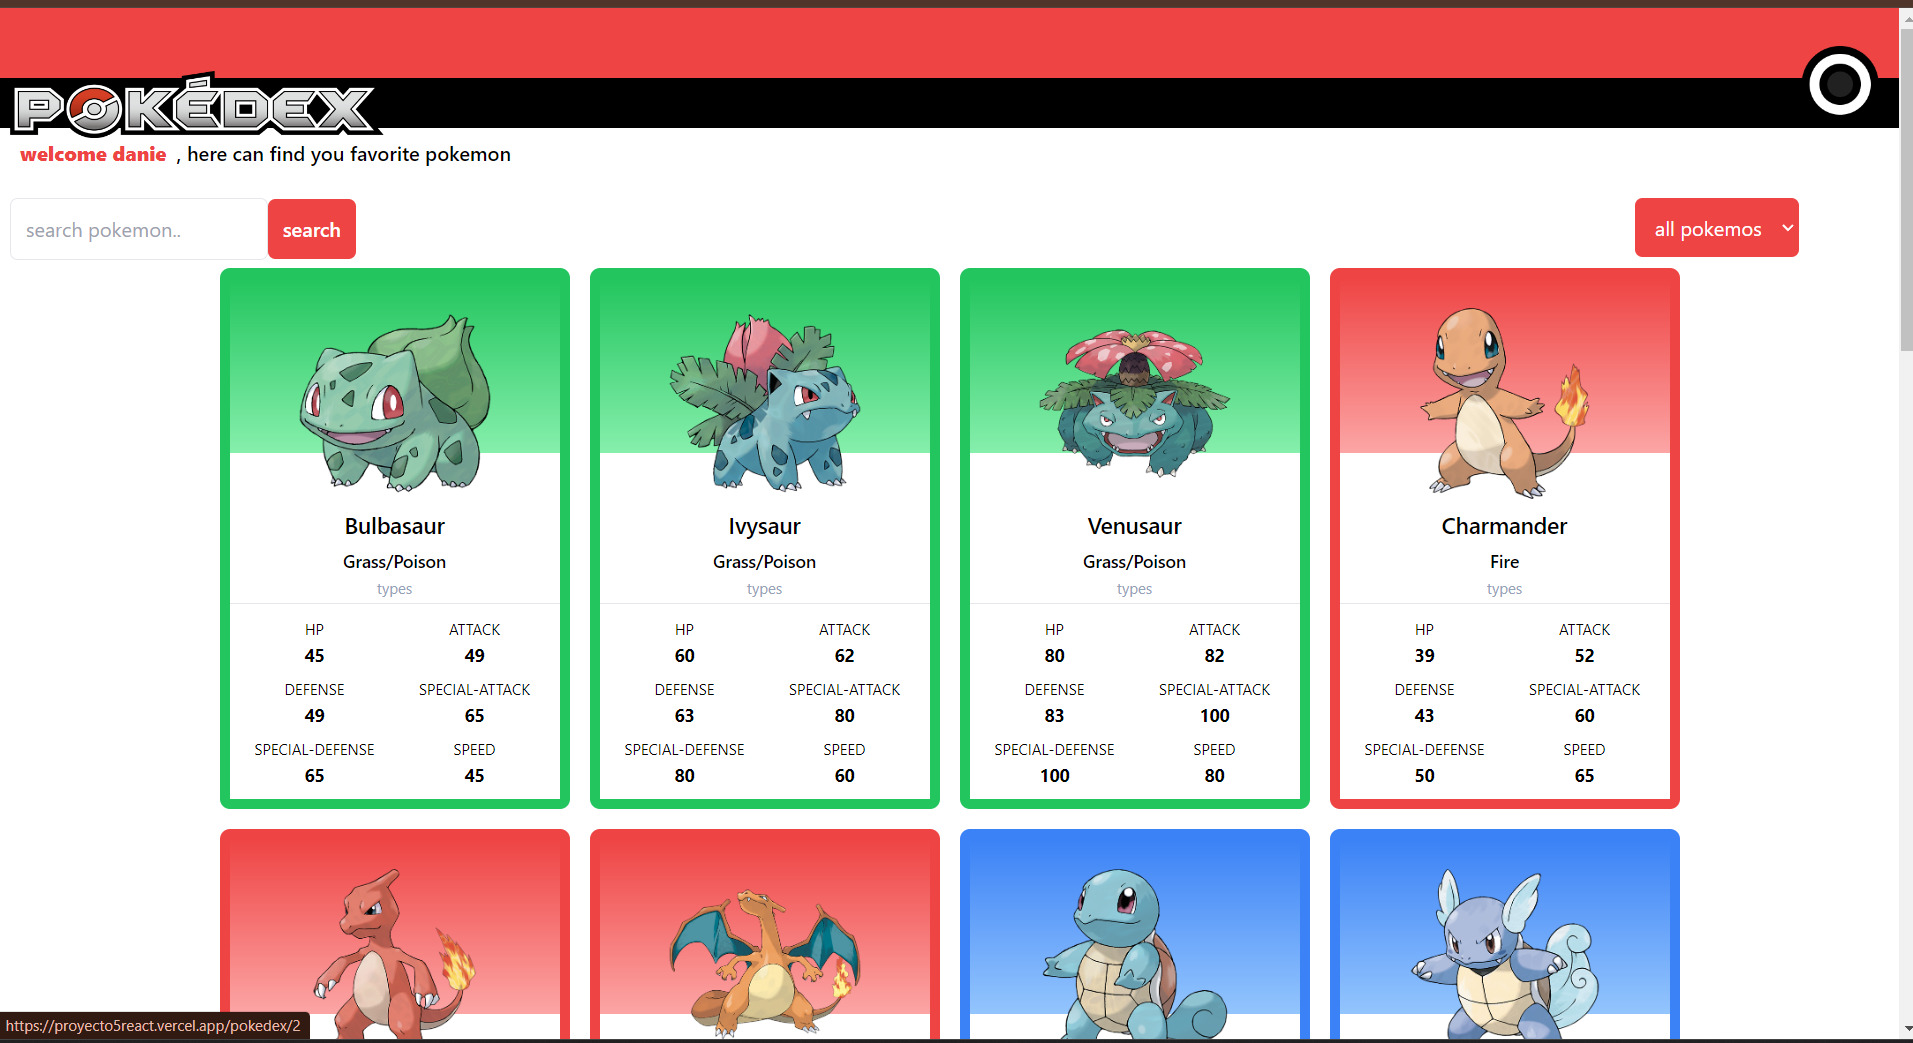 POKÉDEX
welcome danie , here can find you favorite pokemon
search pokemon.. search all pokemos
Bulbasaur Ivysaur Venusaur Charmander
Grass/Poison Grass/Poison Grass/Poison Fire
types types types types
HP ATTACK HP ATTACK HP ATTACK HP ATTACK
45 49 60 62 80 82 39 52
DEFENSE SPECIAL-ATTACK DEFENSE SPECIAL-ATTACK DEFENSE SPECIAL-ATTACK DEFENSE SPECIAL-ATTACK
49 65 63 80 83 100 43 60
SPECIAL-DEFENSE SPEED SPECIAL-DEFENSE SPEED SPECIAL-DEFENSE SPEED SPECIAL-DEFENSE SPEED
65 45 80 60 100 80 50 65
https://proyecto5react.vercel.app/pokedex/2